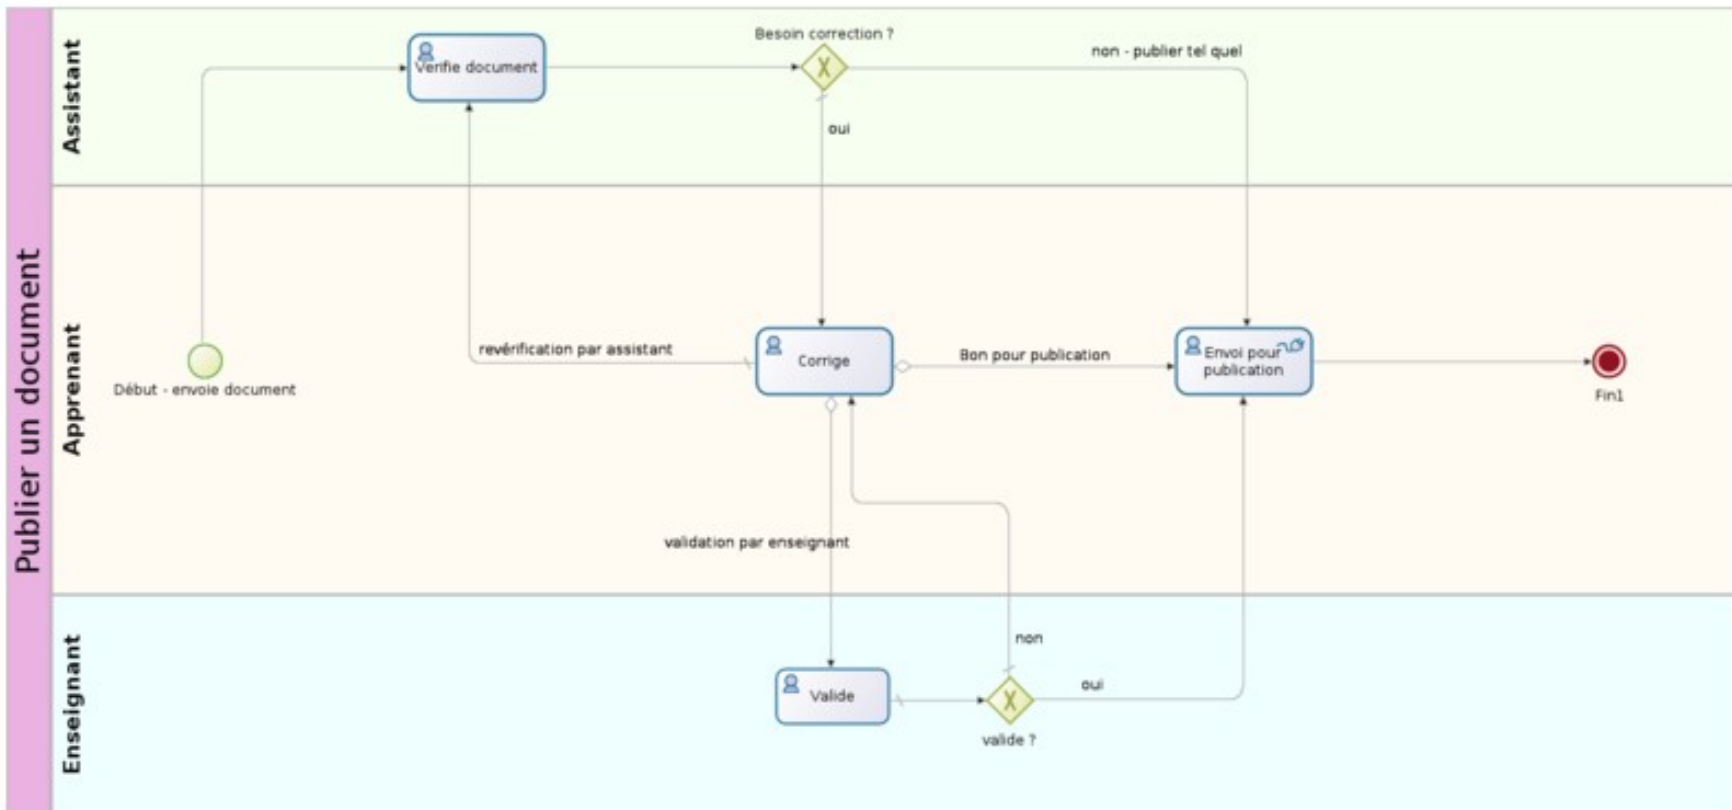 Publier un document
Assistant
Vérifie document
Besoin correction ?
non - publier tel quel
oui
Apprenant
Début - envoie document
revérification par assistant
Corrige
Bon pour publication
Envoi pour
publication
Fin1
validation par enseignant
Enseignant
non
Valide
oui
valide ?